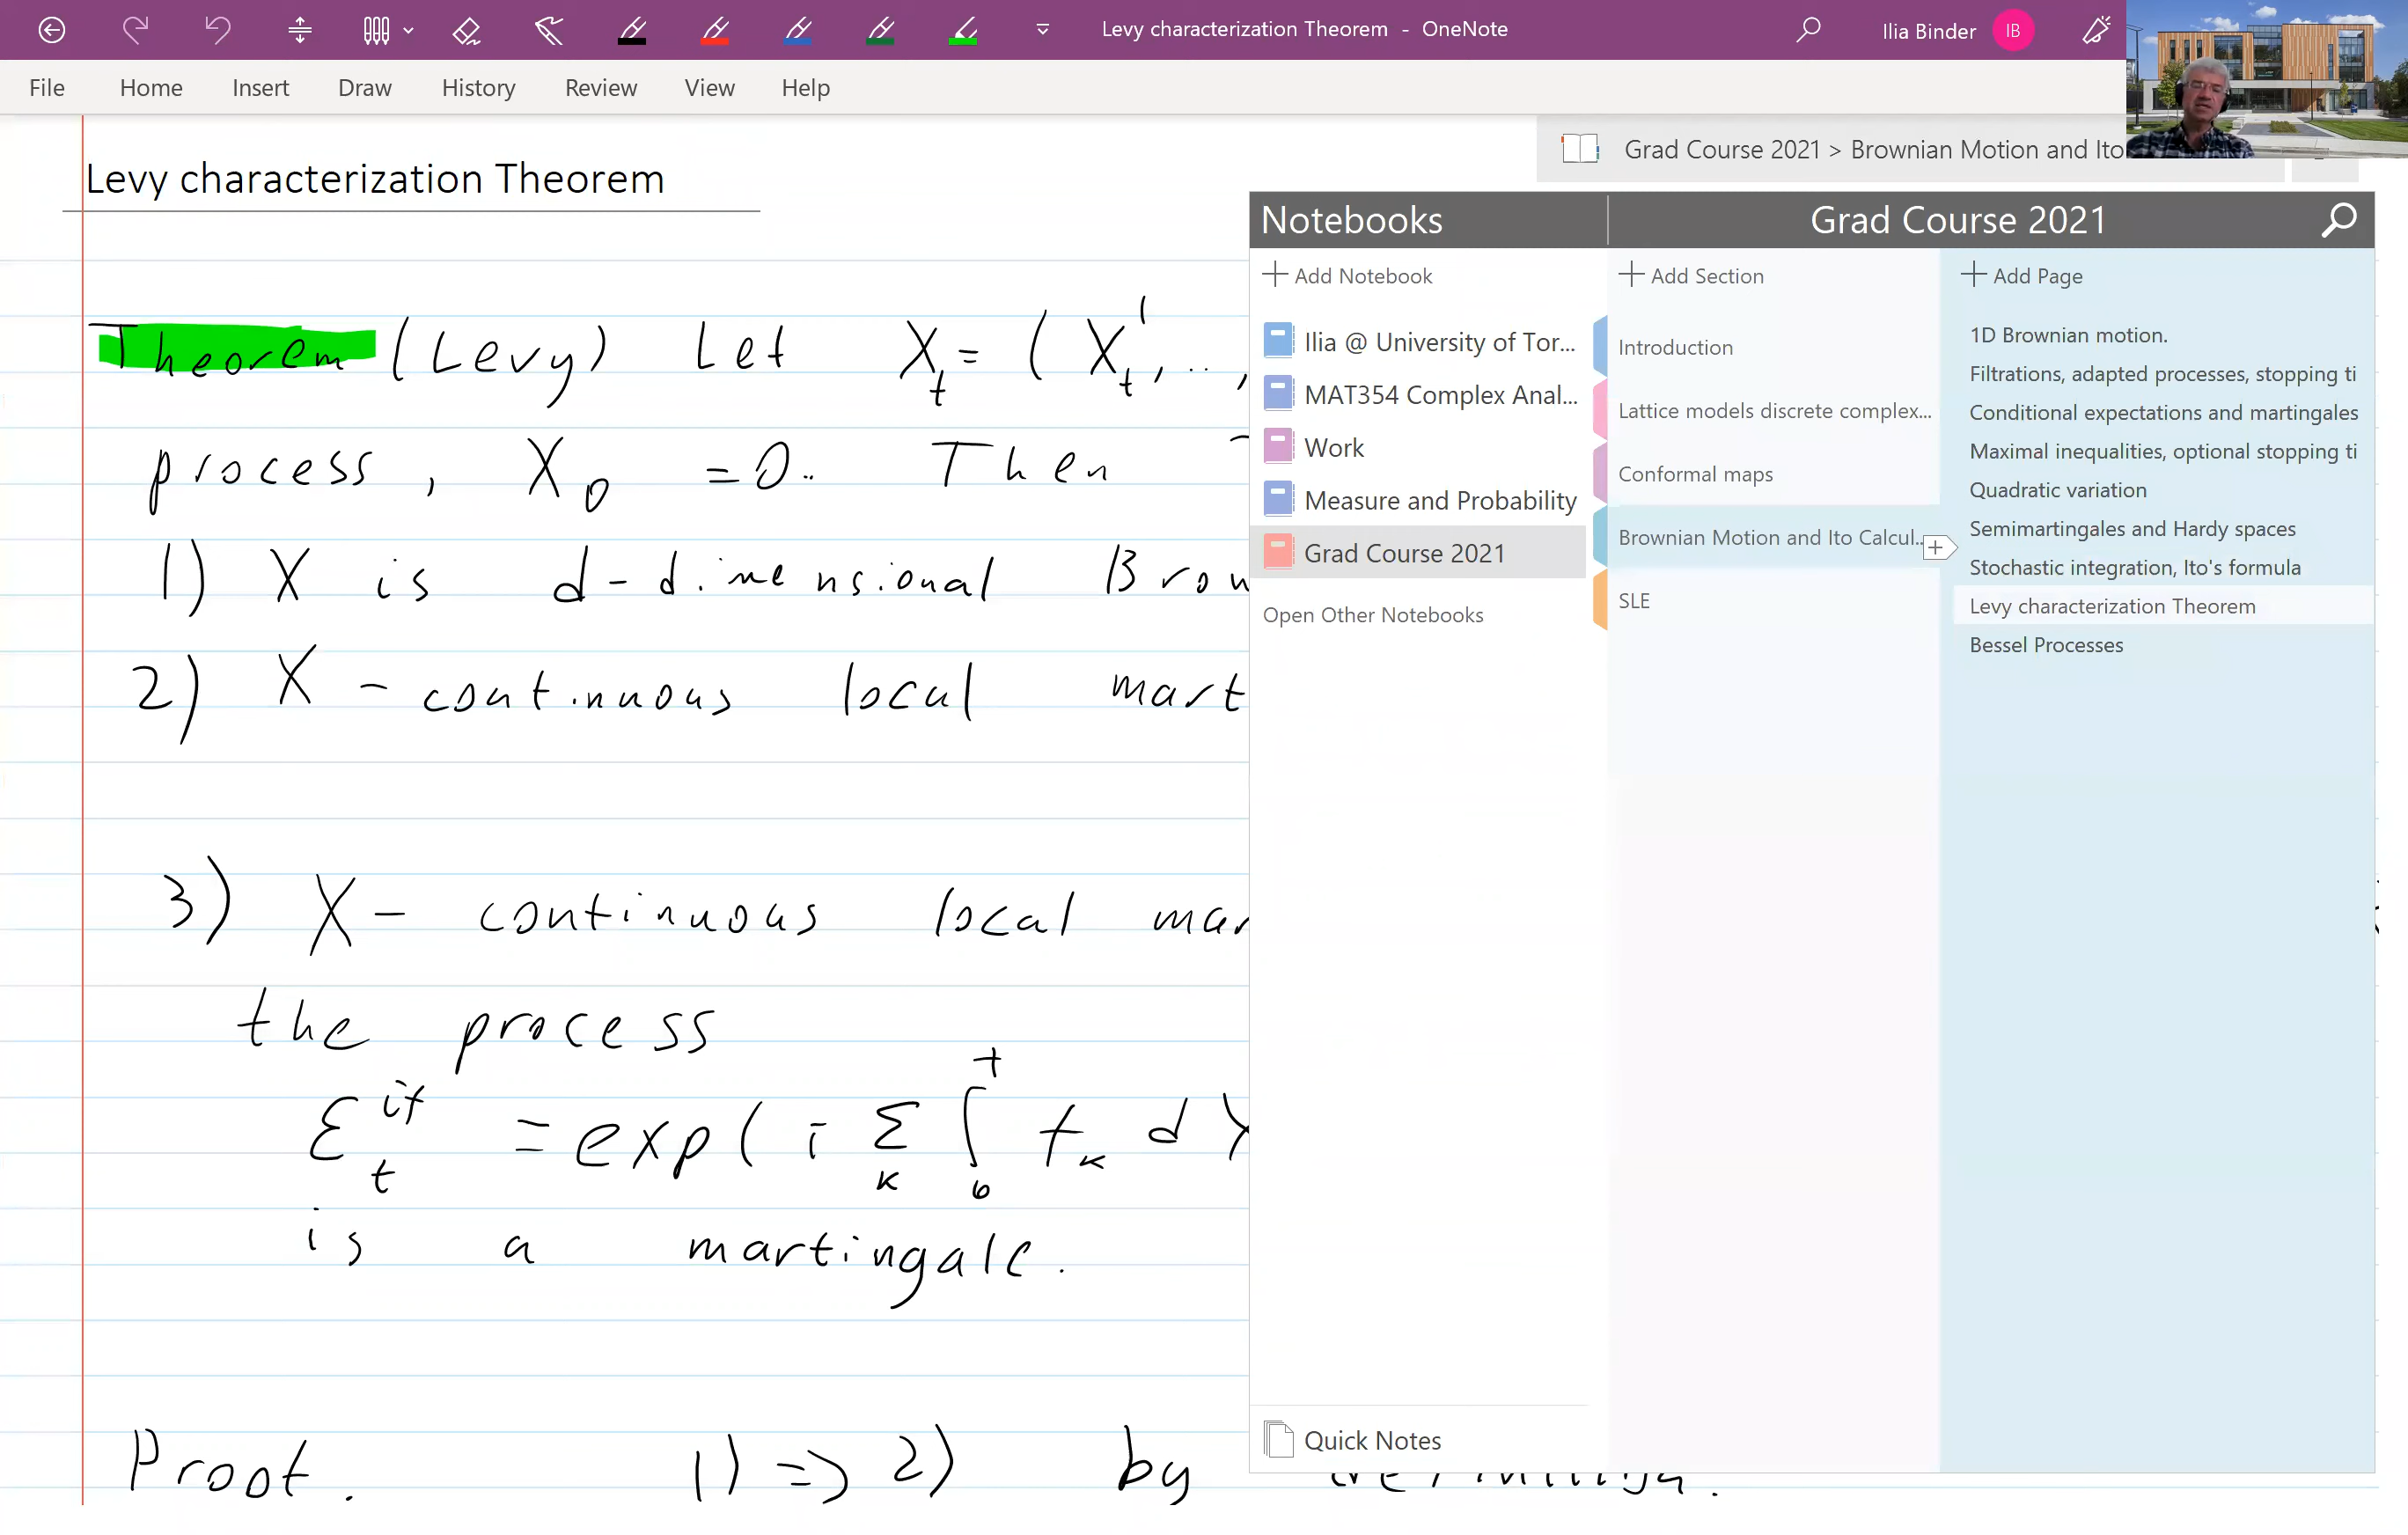 Levy characterization Theorem - OneNote
Ilia Binder IB
File Home Insert Draw History Review View Help
Grad Course 2021 > Brownian Motion and Ito
Levy characterization Theorem
Theorem (Levy) Let X_t = ( X_t^1, ..,
process, X_0 = 0. Then
1) X is d-dimensional Brow
2) X - continuous local mart
3) X - continuous local mar
the process
Ɛ_t^{if} = exp( i Σ_k ∫_0^t f_k d X
is a martingale.
Proof. 1) => 2) by
Notebooks
Add Notebook
Ilia @ University of Tor...
MAT354 Complex Anal...
Work
Measure and Probability
Grad Course 2021
Open Other Notebooks
Quick Notes
Grad Course 2021
Add Section
Introduction
Lattice models discrete complex...
Conformal maps
Brownian Motion and Ito Calcul...
SLE
Add Page
1D Brownian motion.
Filtrations, adapted processes, stopping ti
Conditional expectations and martingales
Maximal inequalities, optional stopping ti
Quadratic variation
Semimartingales and Hardy spaces
Stochastic integration, Ito's formula
Levy characterization Theorem
Bessel Processes